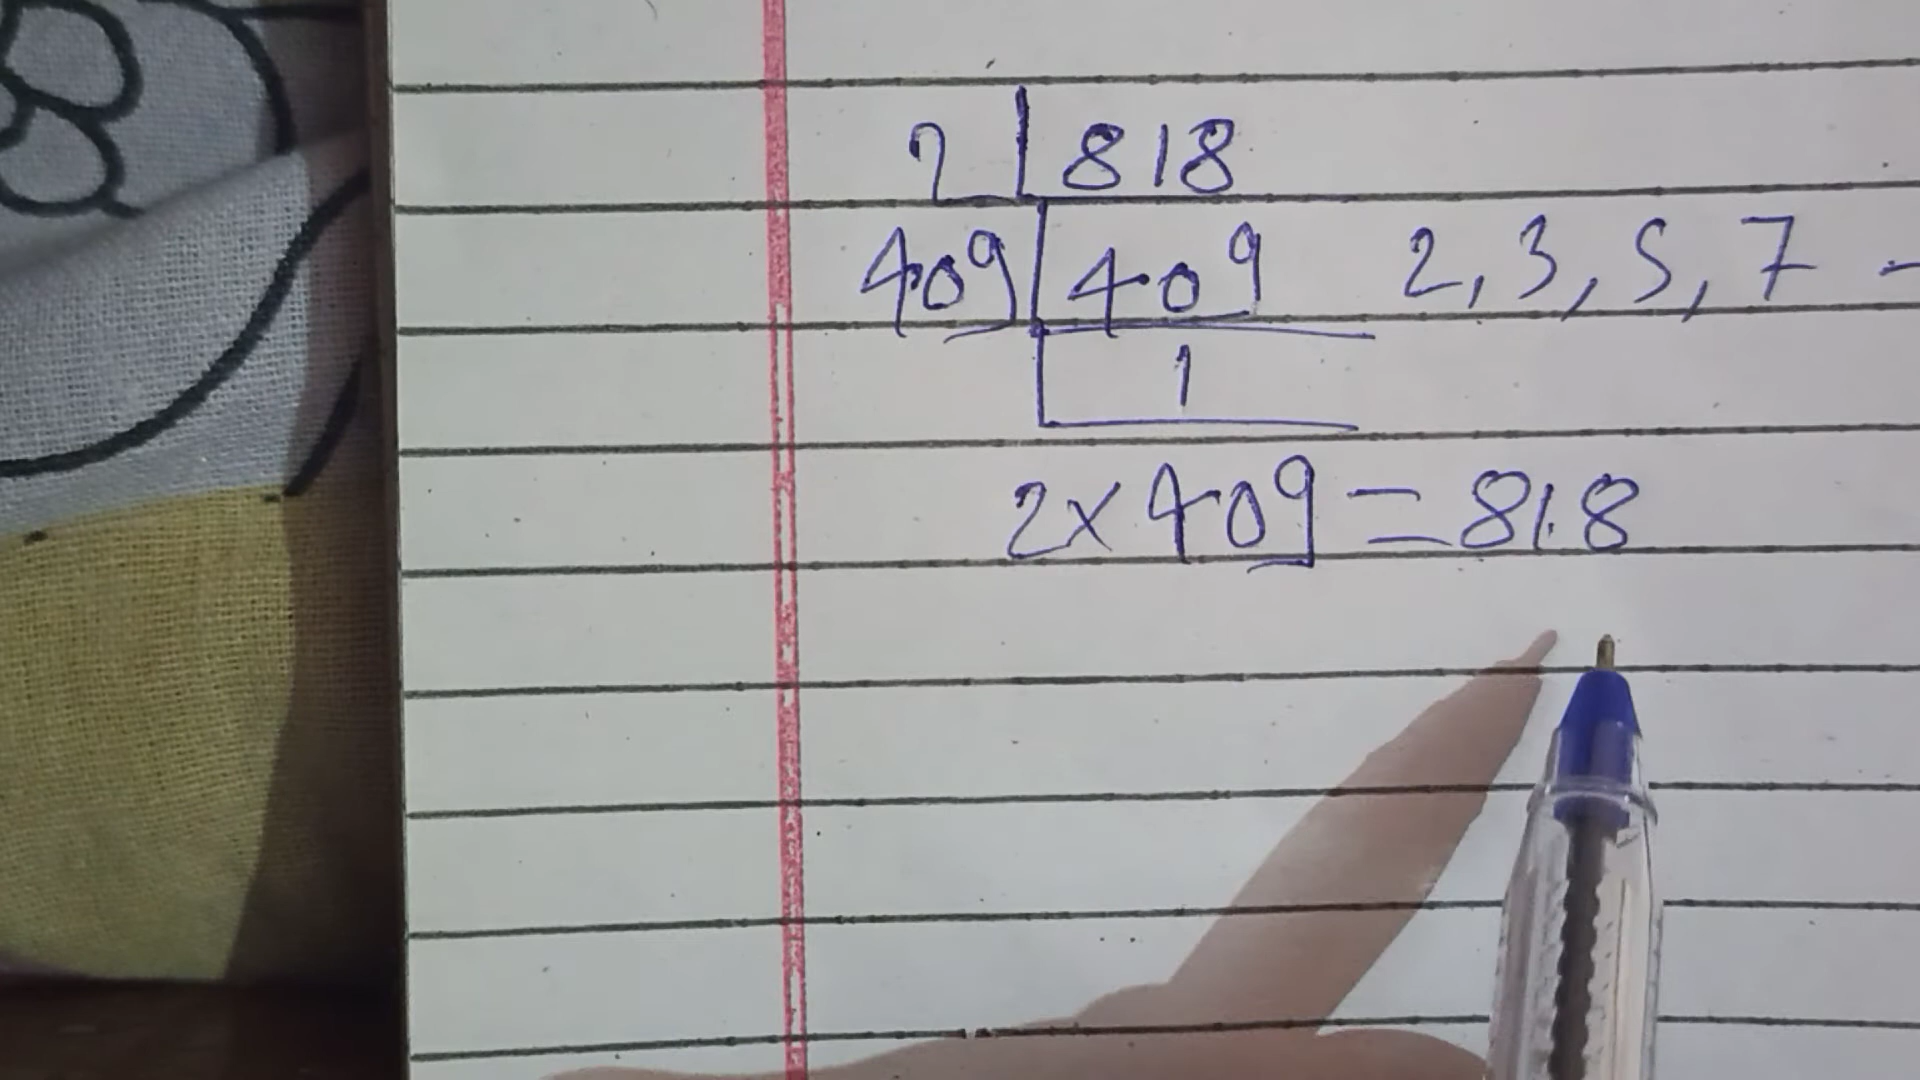 2 | 818
409 | 409 2, 3, 5, 7 -
1
2 × 409 = 818